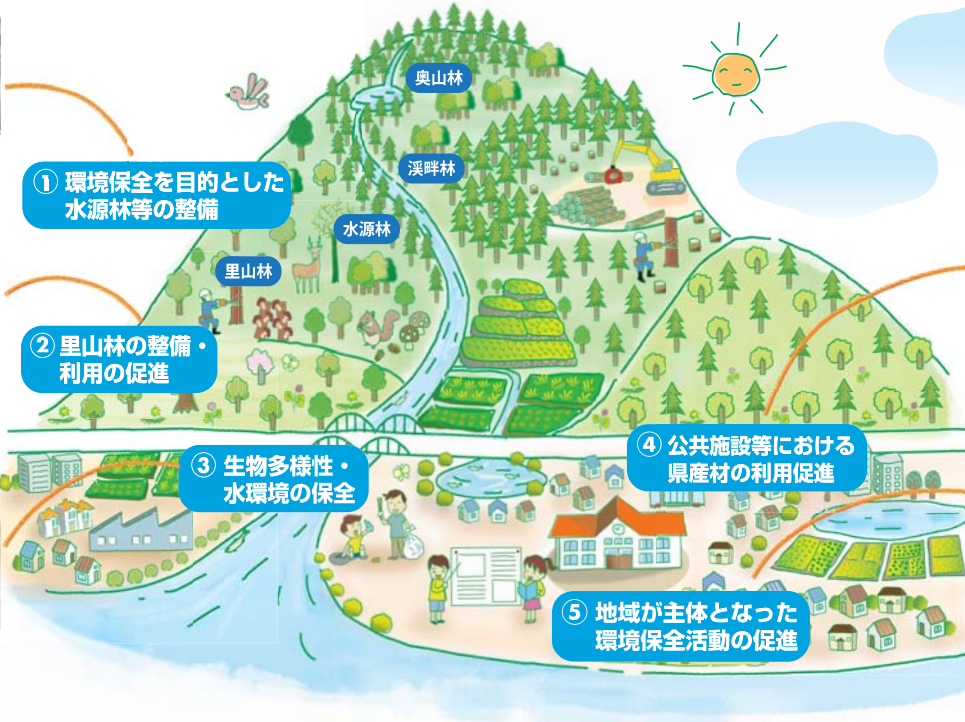 奥山林
渓畔林
① 環境保全を目的とした
水源林等の整備
水源林
里山林
② 里山林の整備・
利用の促進
③ 生物多様性・
水環境の保全
④ 公共施設等における
県産材の利用促進
⑤ 地域が主体となった
環境保全活動の促進